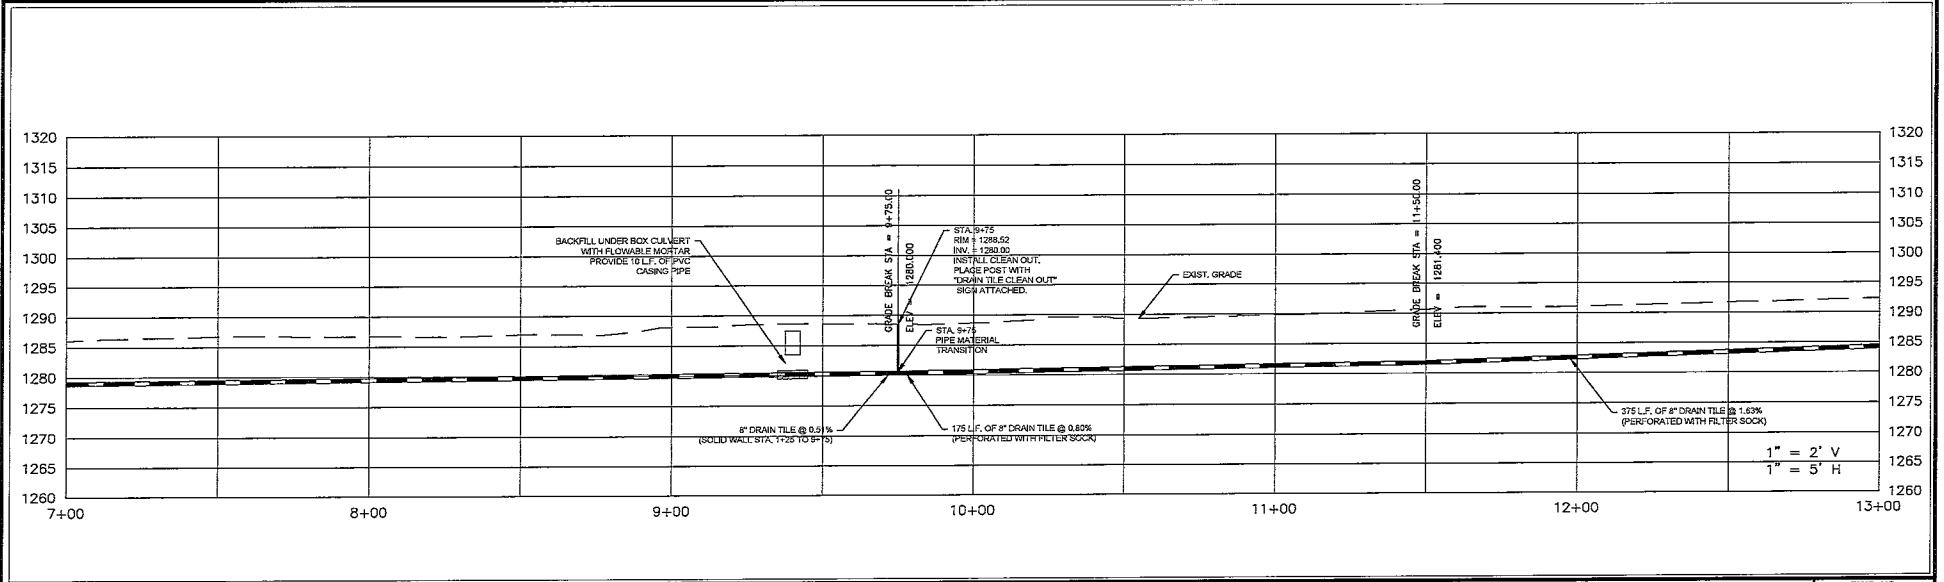 1320
1315
1310
1305
1300
1295
1290
1285
1280
1275
1270
1265
1260
BACKFILL UNDER BOX CULVERT
WITH FLOWABLE MORTAR
PROVIDE 10 L.F. OF PVC
CASING PIPE
GRADE BREAK STA = 9+75.00
ELEV = 1280.000
STA. 9+75
RIM = 1288.52
INV. = 1280.00
INSTALL CLEAN OUT.
PLACE POST WITH
"DRAIN TILE CLEAN OUT"
SIGN ATTACHED.
STA. 9+75
PIPE MATERIAL
TRANSITION
EXIST. GRADE
GRADE BREAK STA = 11+50.00
ELEV = 1281.400
8" DRAIN TILE @ 0.51%
(SOLID WALL STA. 1+25 TO 9+75)
175 L.F. OF 8" DRAIN TILE @ 0.80%
(PERFORATED WITH FILTER SOCK)
375 L.F. OF 8" DRAIN TILE @ 1.63%
(PERFORATED WITH FILTER SOCK)
1" = 2' V
1" = 5' H
1320
1315
1310
1305
1300
1295
1290
1285
1280
1275
1270
1265
1260
7+00
8+00
9+00
10+00
11+00
12+00
13+00